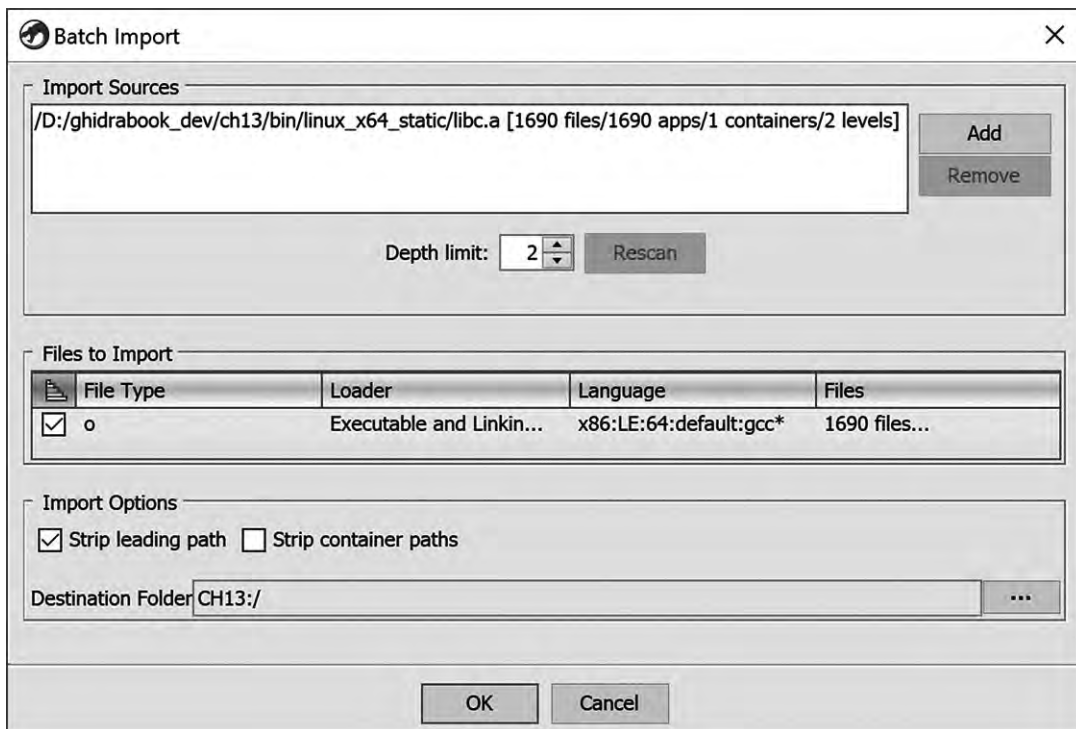 Batch Import
Import Sources
/D:/ghidrabook_dev/ch13/bin/linux_x64_static/libc.a [1690 files/1690 apps/1 containers/2 levels]
Add
Remove
Depth limit: 2 Rescan
Files to Import
File Type Loader Language Files
o Executable and Linkin... x86:LE:64:default:gcc* 1690 files...
Import Options
Strip leading path Strip container paths
Destination Folder CH13:/ ...
OK Cancel